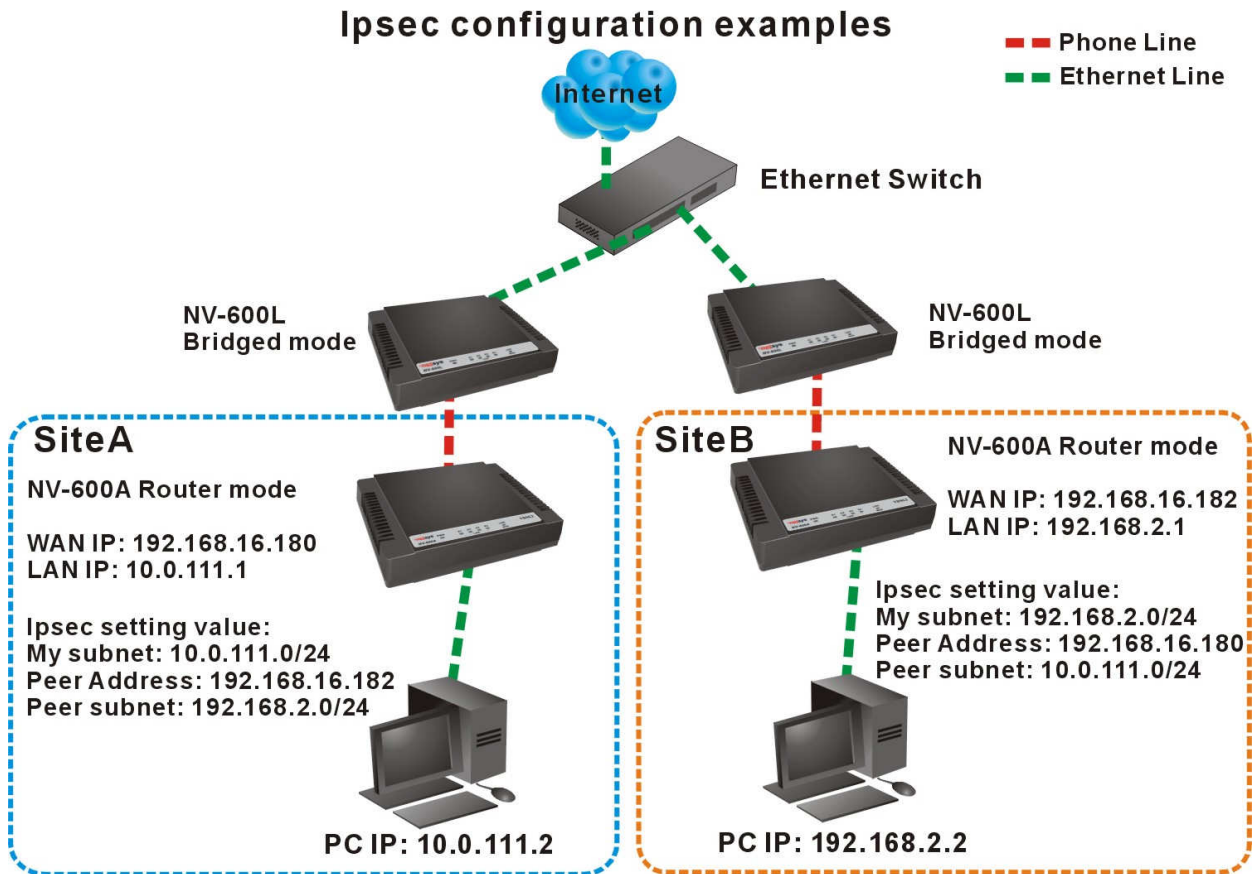 Ipsec configuration examples
Phone Line
Ethernet Line
Internet
Ethernet Switch
NV-600L
Bridged mode
NV-600L
Bridged mode
SiteA
NV-600A Router mode
WAN IP: 192.168.16.180
LAN IP: 10.0.111.1
Ipsec setting value:
My subnet: 10.0.111.0/24
Peer Address: 192.168.16.182
Peer subnet: 192.168.2.0/24
PC IP: 10.0.111.2
SiteB
NV-600A Router mode
WAN IP: 192.168.16.182
LAN IP: 192.168.2.1
Ipsec setting value:
My subnet: 192.168.2.0/24
Peer Address: 192.168.16.180
Peer subnet: 10.0.111.0/24
PC IP: 192.168.2.2